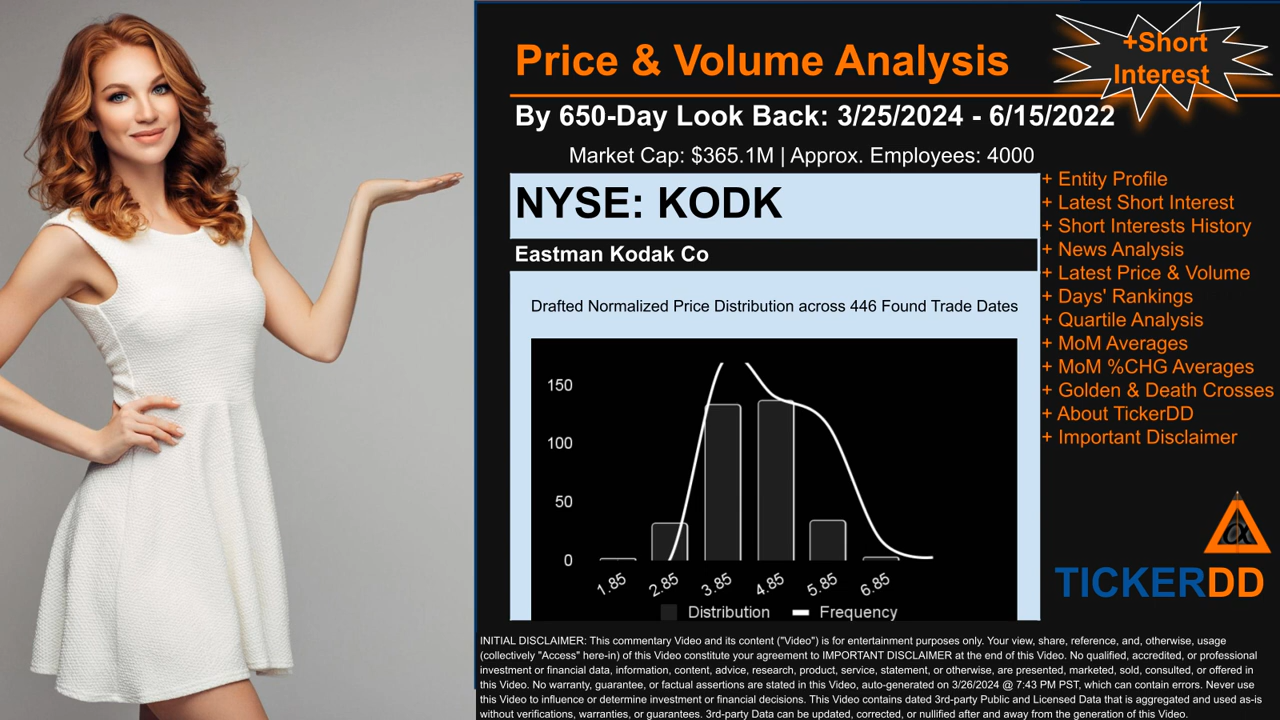 +Short
Interest
Price & Volume Analysis
By 650-Day Look Back: 3/25/2024 - 6/15/2022
Market Cap: $365.1M | Approx. Employees: 4000
NYSE: KODK
Eastman Kodak Co
Drafted Normalized Price Distribution across 446 Found Trade Dates
150
100
50
0
1.85
2.85
3.85
4.85
5.85
6.85
Distribution
Frequency
+ Entity Profile
+ Latest Short Interest
+ Short Interests History
+ News Analysis
+ Latest Price & Volume
+ Days' Rankings
+ Quartile Analysis
+ MoM Averages
+ MoM %CHG Averages
+ Golden & Death Crosses
+ About TickerDD
+ Important Disclaimer
TICKERDD
INITIAL DISCLAIMER: This commentary Video and its content ("Video") is for entertainment purposes only. Your view, share, reference, and, otherwise, usage
(collectively "Access" here-in) of this Video constitute your agreement to IMPORTANT DISCLAIMER at the end of this Video. No qualified, accredited, or professional
investment or financial data, information, content, advice, research, product, service, statement, or otherwise, are presented, marketed, sold, consulted, or offered in
this Video. No warranty, guarantee, or factual assertions are stated in this Video, auto-generated on 3/26/2024 @ 7:43 PM PST, which can contain errors. Never use
this Video to influence or determine investment or financial decisions. This Video contains dated 3rd-party Public and Licensed Data that is aggregated and used as-is
without verifications, warranties, or guarantees. 3rd-party Data can be updated, corrected, or nullified after and away from the generation of this Video.